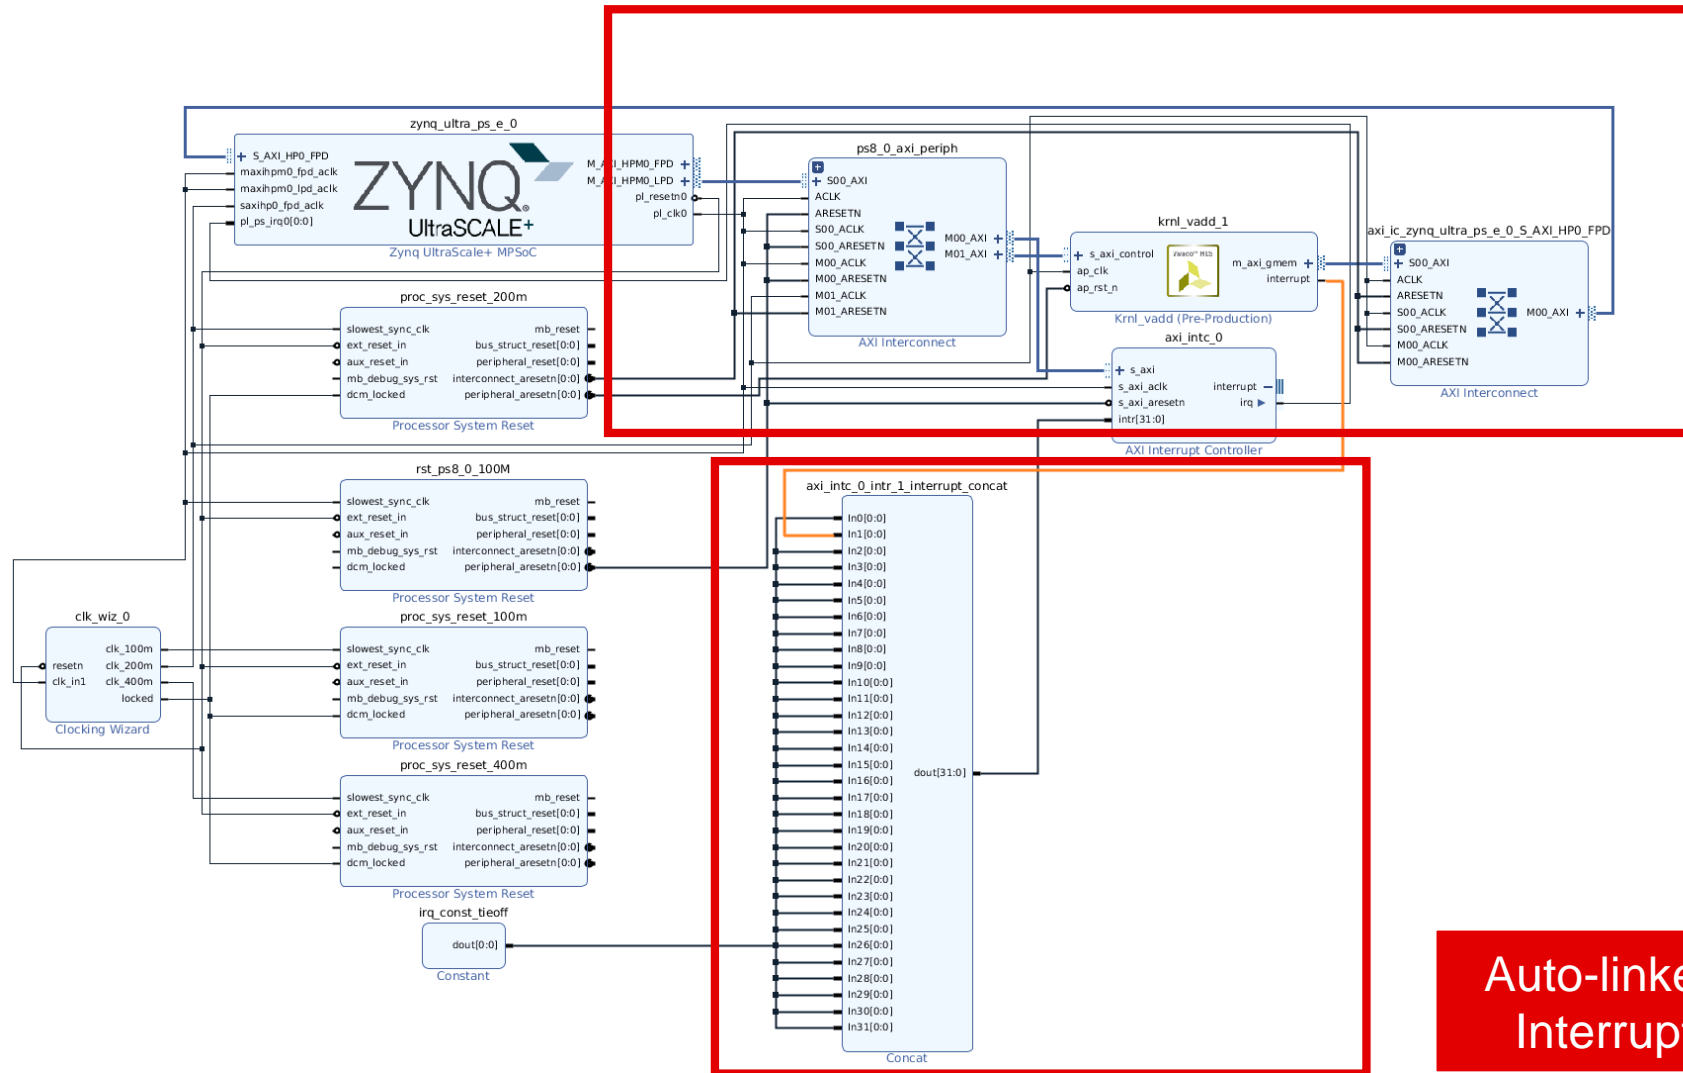 zynq_ultra_ps_e_0
S_AXI_HP0_FPD
maxihpm0_fpd_aclk
maxihpm0_lpd_aclk
saxihp0_fpd_aclk
pl_ps_irq0[0:0]
ZYNQ
UltraSCALE+
M_AXI_HPM0_FPD
M_AXI_HPM0_LPD
pl_resetn0
pl_clk0
Zynq UltraScale+ MPSoC
ps8_0_axi_periph
S00_AXI
ACLK
ARESETN
S00_ACLK
S00_ARESETN
M00_ACLK
M00_ARESETN
M01_ACLK
M01_ARESETN
M00_AXI
M01_AXI
AXI Interconnect
krnl_vadd_1
s_axi_control
ap_clk
ap_rst_n
m_axi_gmem
interrupt
Krnl_vadd (Pre-Production)
axi_ic_zynq_ultra_ps_e_0_S_AXI_HP0_FPD
S00_AXI
ACLK
ARESETN
S00_ACLK
S00_ARESETN
M00_ACLK
M00_ARESETN
M00_AXI
AXI Interconnect
axi_intc_0
s_axi
s_axi_aclk
s_axi_aresetn
intr[31:0]
interrupt
irq
AXI Interrupt Controller
proc_sys_reset_200m
slowest_sync_clk
ext_reset_in
aux_reset_in
mb_debug_sys_rst
dcm_locked
mb_reset
bus_struct_reset[0:0]
peripheral_reset[0:0]
interconnect_aresetn[0:0]
peripheral_aresetn[0:0]
Processor System Reset
rst_ps8_0_100M
slowest_sync_clk
ext_reset_in
aux_reset_in
mb_debug_sys_rst
dcm_locked
mb_reset
bus_struct_reset[0:0]
peripheral_reset[0:0]
interconnect_aresetn[0:0]
peripheral_aresetn[0:0]
Processor System Reset
clk_wiz_0
resetn
clk_in1
clk_100m
clk_200m
clk_400m
locked
Clocking Wizard
proc_sys_reset_100m
slowest_sync_clk
ext_reset_in
aux_reset_in
mb_debug_sys_rst
dcm_locked
mb_reset
bus_struct_reset[0:0]
peripheral_reset[0:0]
interconnect_aresetn[0:0]
peripheral_aresetn[0:0]
Processor System Reset
proc_sys_reset_400m
slowest_sync_clk
ext_reset_in
aux_reset_in
mb_debug_sys_rst
dcm_locked
mb_reset
bus_struct_reset[0:0]
peripheral_reset[0:0]
interconnect_aresetn[0:0]
peripheral_aresetn[0:0]
Processor System Reset
irq_const_tieoff
dout[0:0]
Constant
axi_intc_0_intr_1_interrupt_concat
In0[0:0]
In1[0:0]
In2[0:0]
In3[0:0]
In4[0:0]
In5[0:0]
In6[0:0]
In7[0:0]
In8[0:0]
In9[0:0]
In10[0:0]
In11[0:0]
In12[0:0]
In13[0:0]
In14[0:0]
In15[0:0]
In16[0:0]
In17[0:0]
In18[0:0]
In19[0:0]
In20[0:0]
In21[0:0]
In22[0:0]
In23[0:0]
In24[0:0]
In25[0:0]
In26[0:0]
In27[0:0]
In28[0:0]
In29[0:0]
In30[0:0]
In31[0:0]
dout[31:0]
Concat
Auto-linke
Interrupt